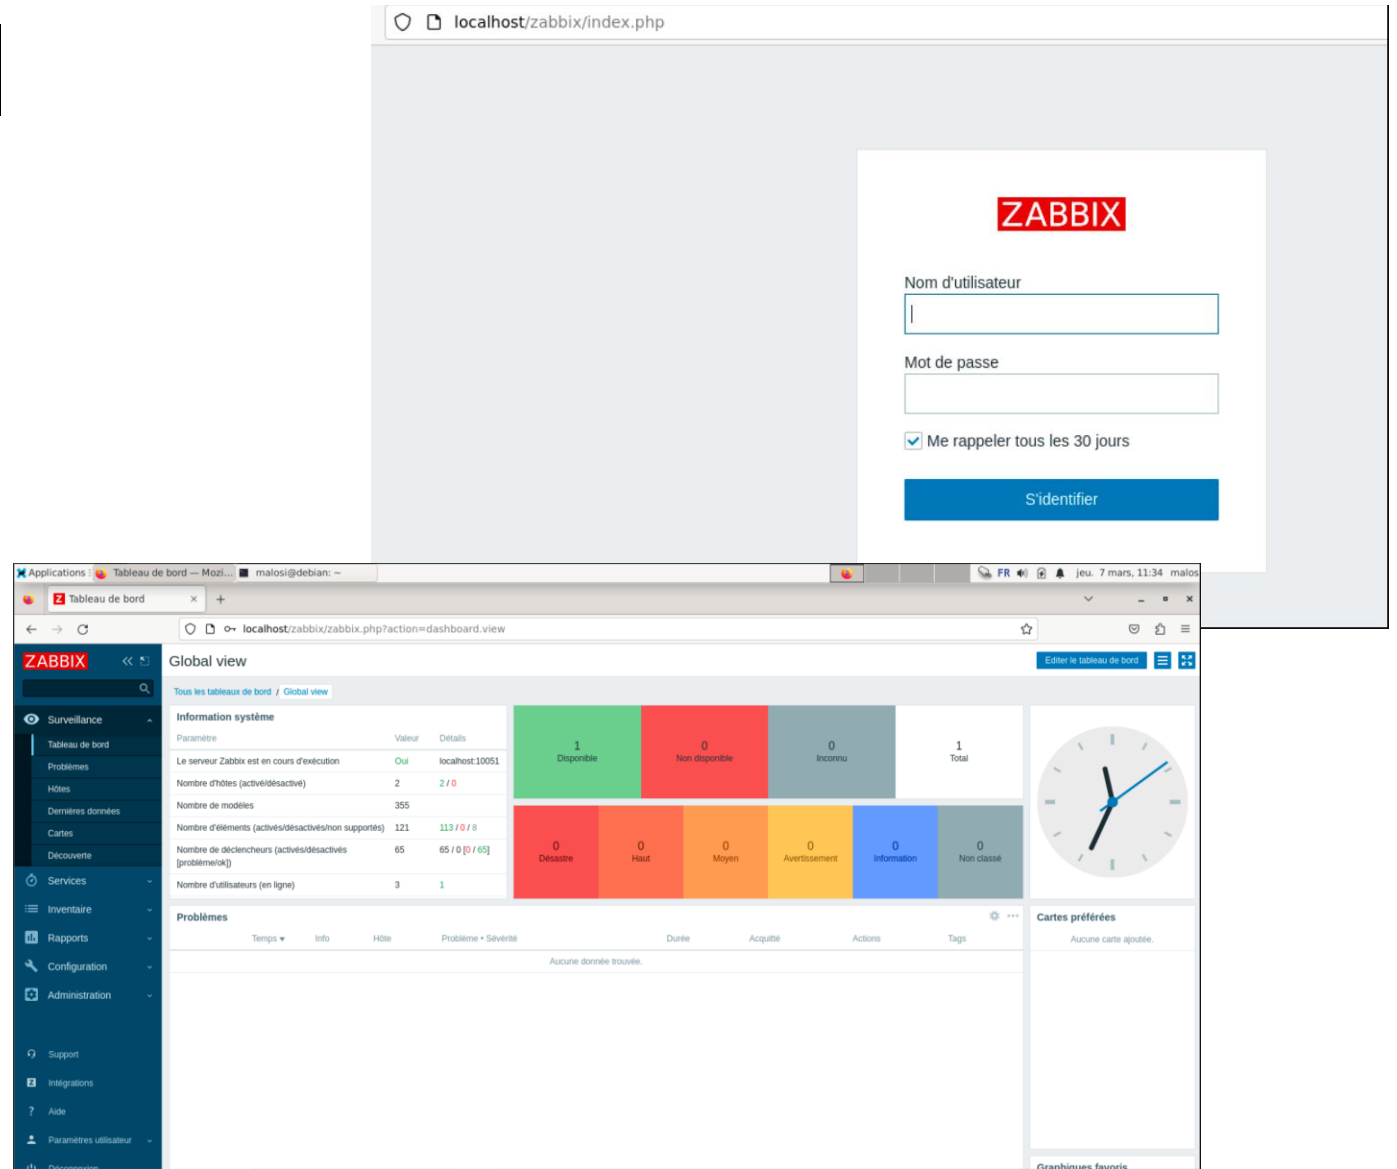 localhost/zabbix/index.php
ZABBIX
Nom d'utilisateur
Mot de passe
Me rappeler tous les 30 jours
S'identifier
Applications
Tableau de bord — Mozi...
malosi@debian: ~
FR
jeu. 7 mars, 11:34 malos
Tableau de bord
localhost/zabbix/zabbix.php?action=dashboard.view
ZABBIX
Surveillance
Tableau de bord
Problèmes
Hôtes
Dernières données
Cartes
Découverte
Services
Inventaire
Rapports
Configuration
Administration
Support
Intégrations
Aide
Paramètres utilisateur
Déconnexion
Global view
Editer le tableau de bord
Tous les tableaux de bord / Global view
Information système
Paramètre Valeur Détails
Le serveur Zabbix est en cours d'exécution Oui localhost:10051
Nombre d'hôtes (activé/désactivé) 2 2 / 0
Nombre de modèles 355
Nombre d'éléments (activés/désactivés/non supportés) 121 113 / 0 / 8
Nombre de déclencheurs (activés/désactivés 65 65 / 0 [0 / 65]
[problème/ok])
Nombre d'utilisateurs (en ligne) 3 1
1 0 0 1
Disponible Non disponible Inconnu Total
0 0 0 0 0 0
Désastre Haut Moyen Avertissement Information Non classé
Problèmes
Temps Info Hôte Problème • Sévérité Durée Acquitté Actions Tags
Aucune donnée trouvée.
Cartes préférées
Aucune carte ajoutée.
Graphiques favoris